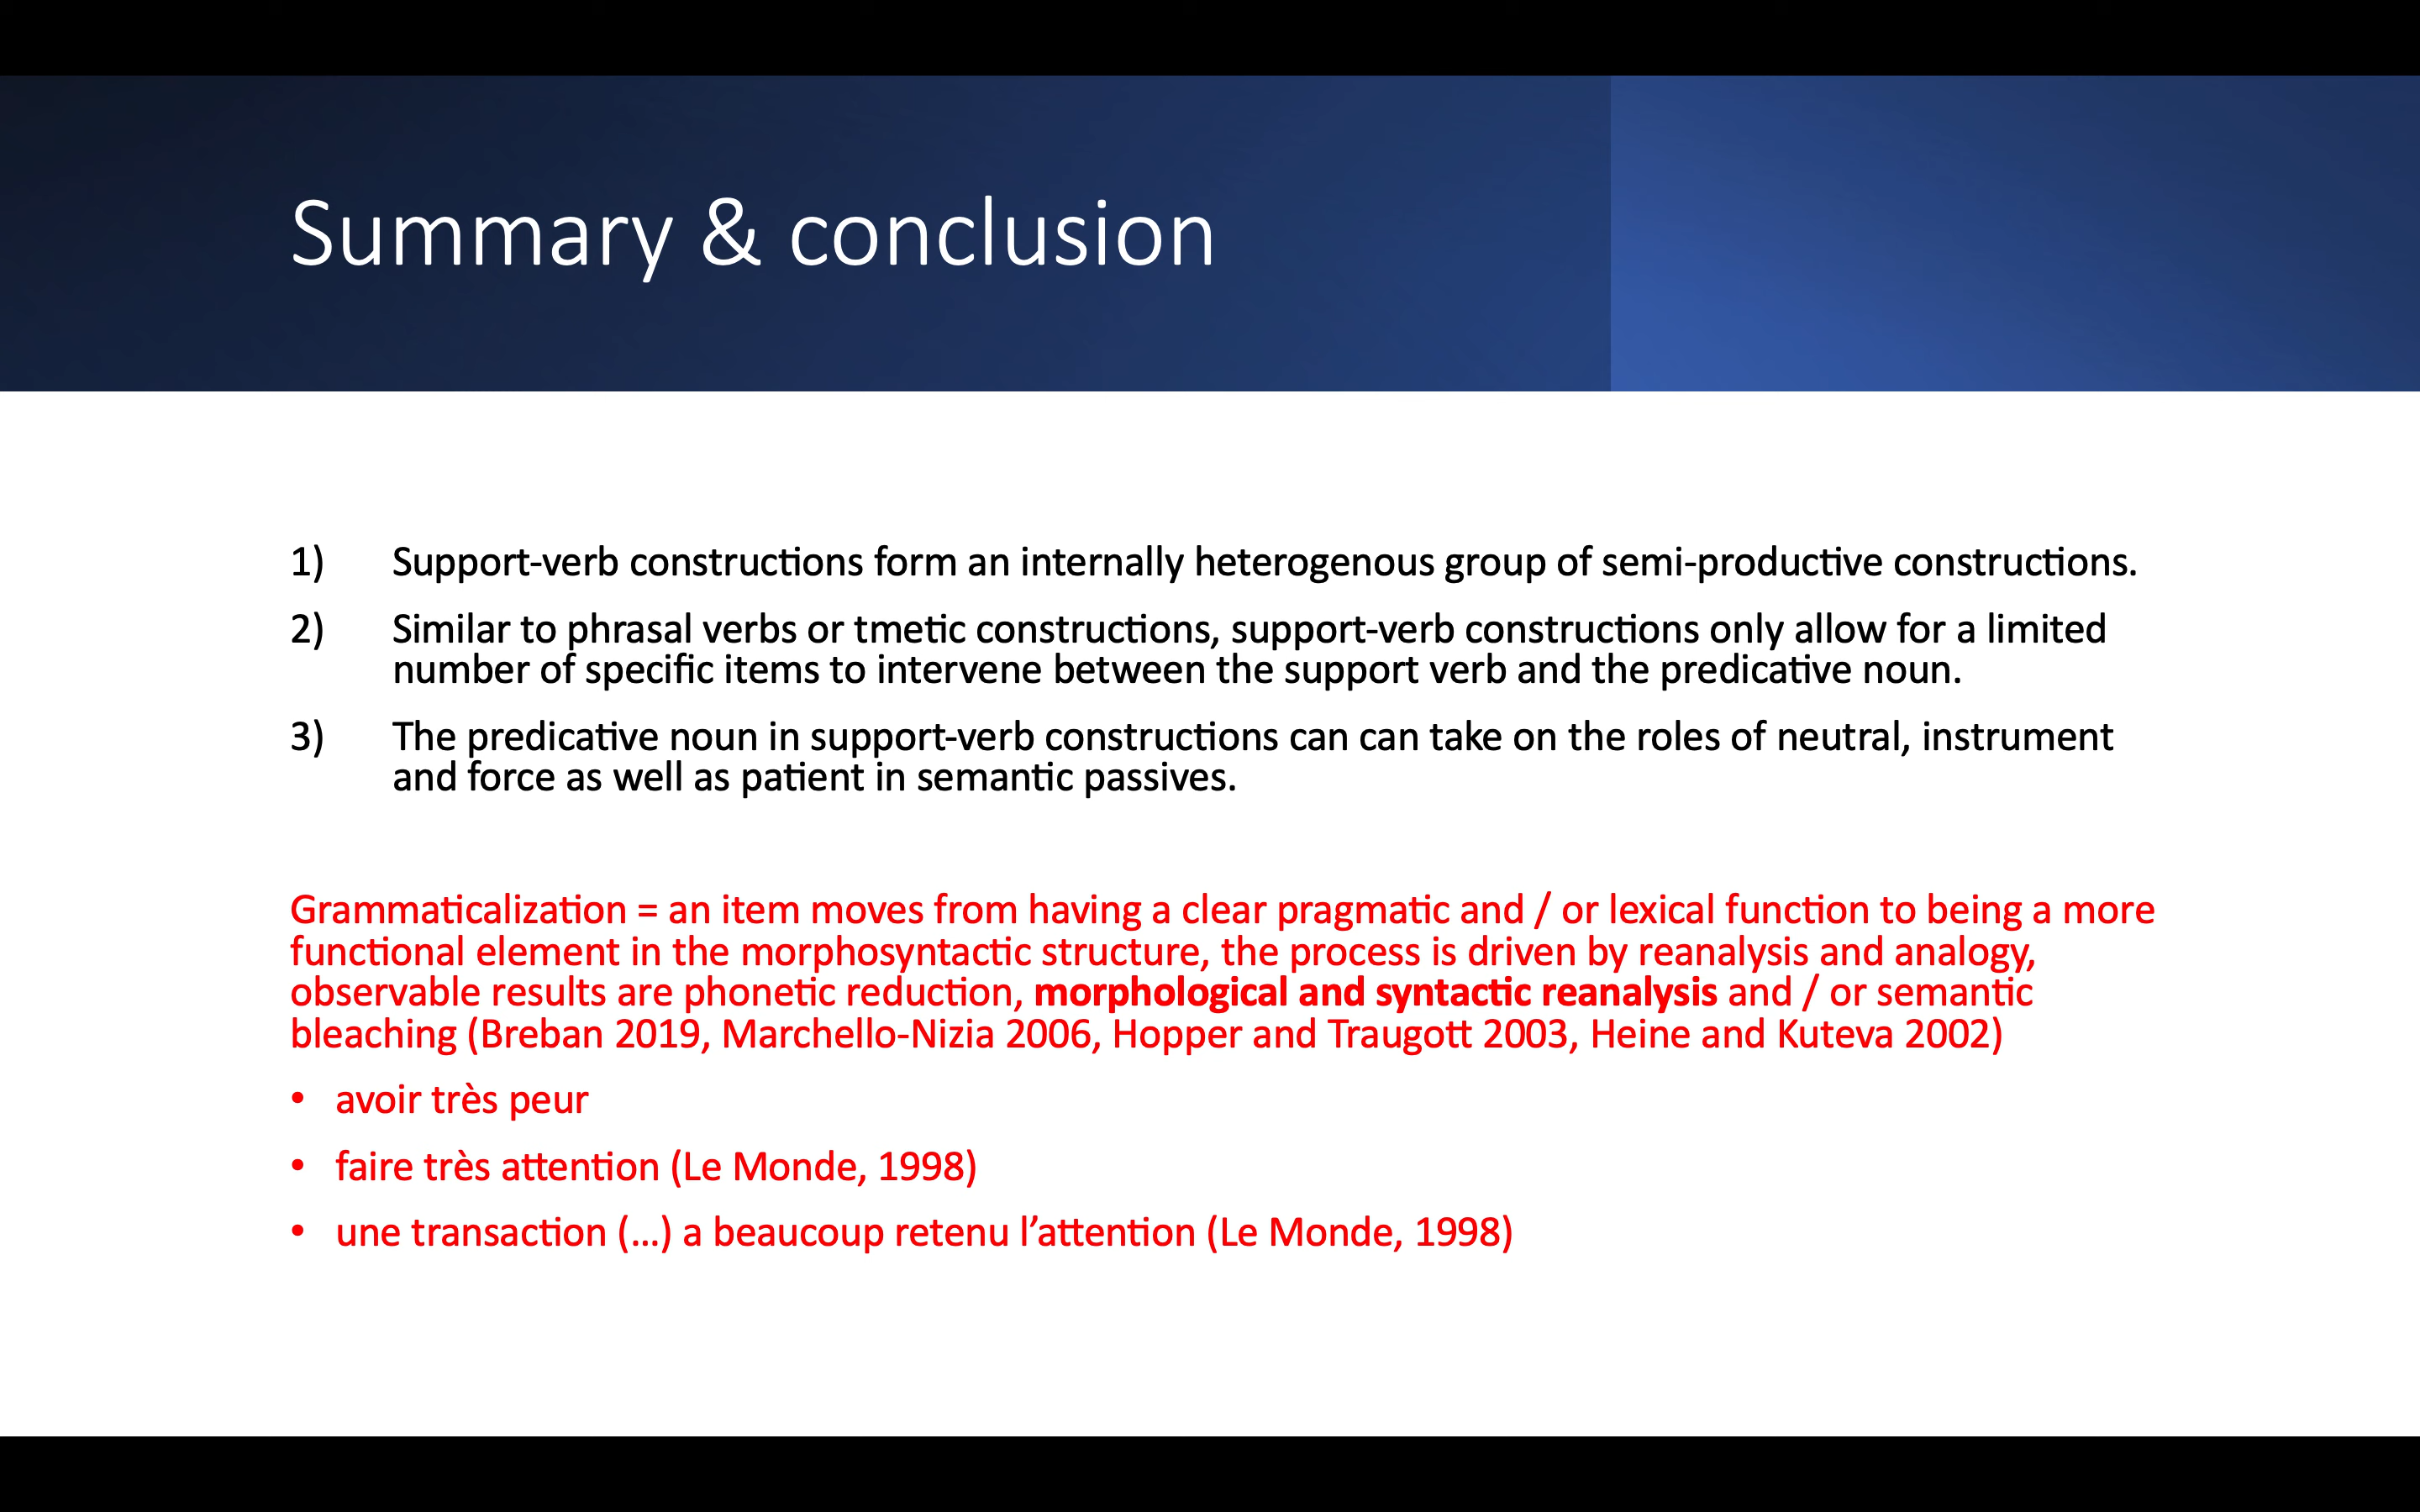 Summary & conclusion
1) Support-verb constructions form an internally heterogenous group of semi-productive constructions.
2) Similar to phrasal verbs or tmetic constructions, support-verb constructions only allow for a limited
number of specific items to intervene between the support verb and the predicative noun.
3) The predicative noun in support-verb constructions can can take on the roles of neutral, instrument
and force as well as patient in semantic passives.
Grammaticalization = an item moves from having a clear pragmatic and / or lexical function to being a more
functional element in the morphosyntactic structure, the process is driven by reanalysis and analogy,
observable results are phonetic reduction, morphological and syntactic reanalysis and / or semantic
bleaching (Breban 2019, Marchello-Nizia 2006, Hopper and Traugott 2003, Heine and Kuteva 2002)
• avoir très peur
• faire très attention (Le Monde, 1998)
• une transaction (...) a beaucoup retenu l’attention (Le Monde, 1998)